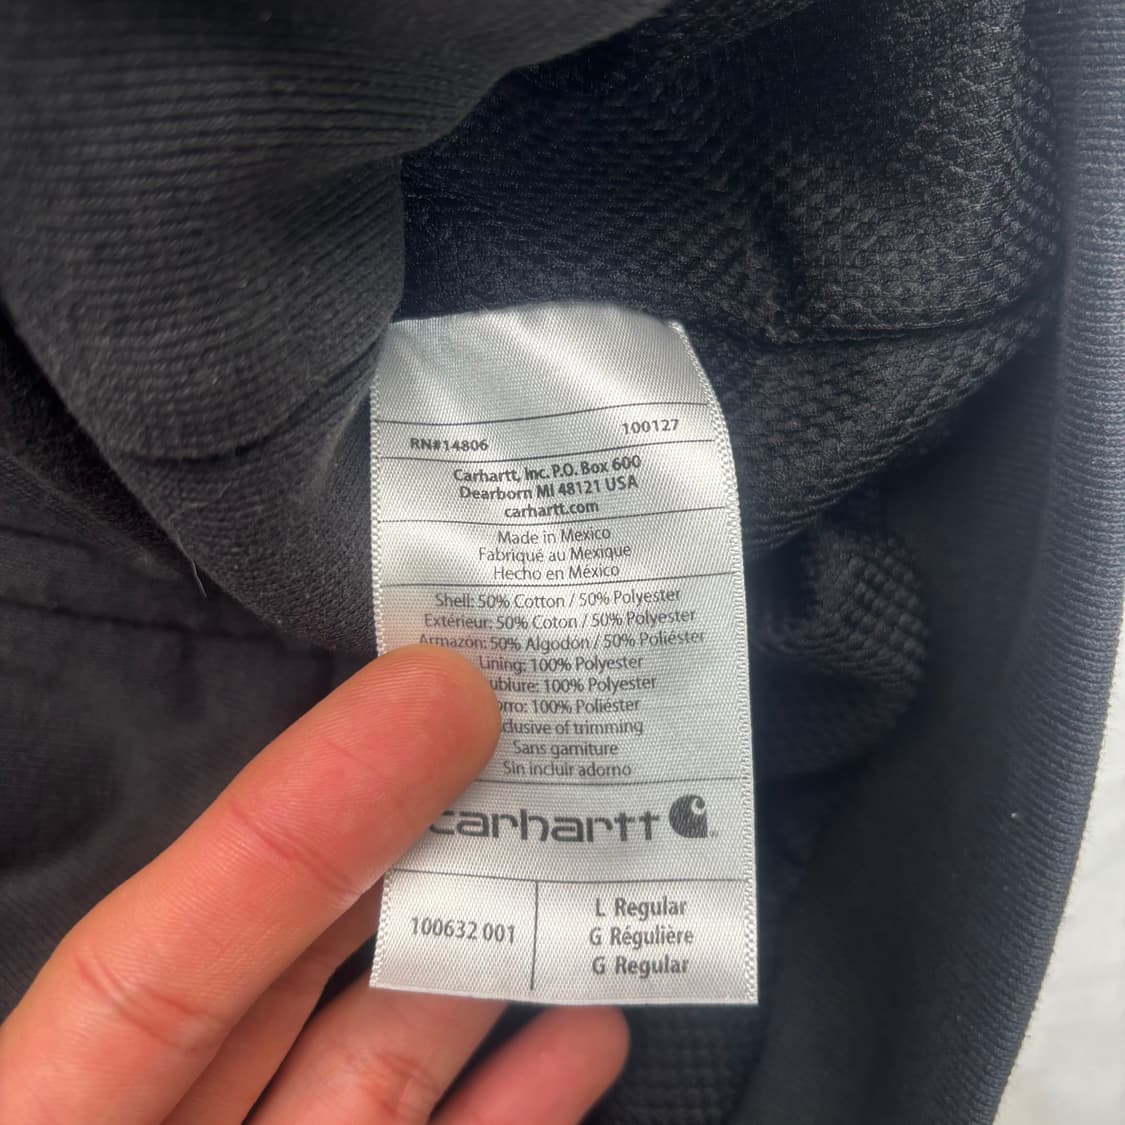 RN#14806 100127
Carhartt, Inc. P.O. Box 600
Dearborn MI 48121 USA
carhartt.com
Made in Mexico
Fabriqué au Mexique
Hecho en México
Shell: 50% Cotton / 50% Polyester
Extérieur: 50% Coton / 50% Polyester
Armazón: 50% Algodón / 50% Poliéster
Lining: 100% Polyester
ublure: 100% Polyester
orro: 100% Poliéster
clusive of trimming
Sans garniture
Sin incluir adorno
carhartt
100632 001
L Regular
G Régulière
G Regular